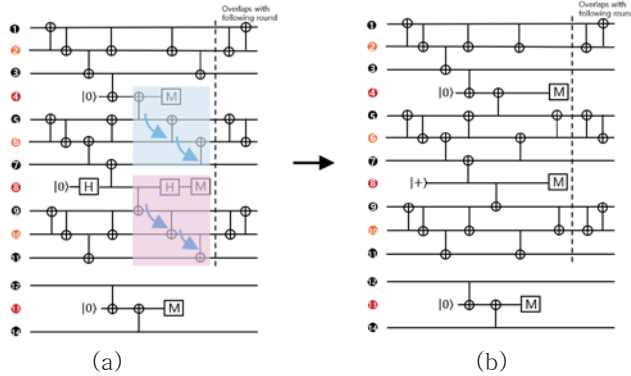 Overlaps with
following round
1
2
3
4 |0⟩ M
5
6
7
8 |0⟩ H H M
9
10
11
12
13 |0⟩ M
14
(a)
Overlaps with
following round
1
2
3
4 |0⟩ M
5
6
7
8 |+⟩ M
9
10
11
12
13 |0⟩ M
14
(b)